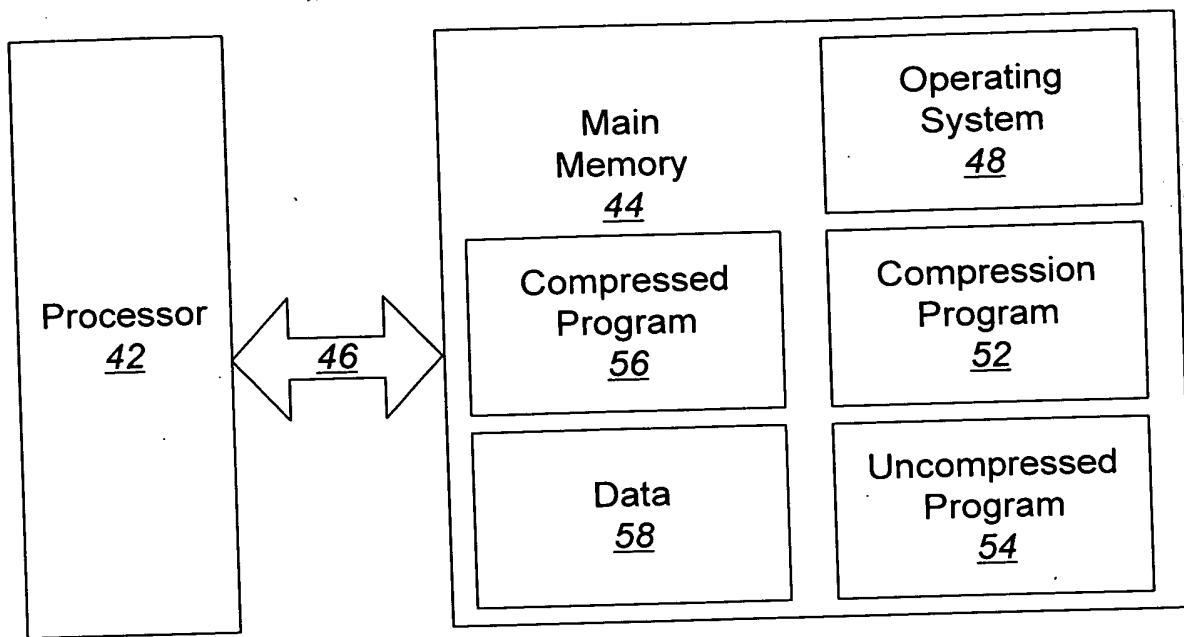 Processor
42
46
Main
Memory
44
Operating
System
48
Compressed
Program
56
Compression
Program
52
Data
58
Uncompressed
Program
54